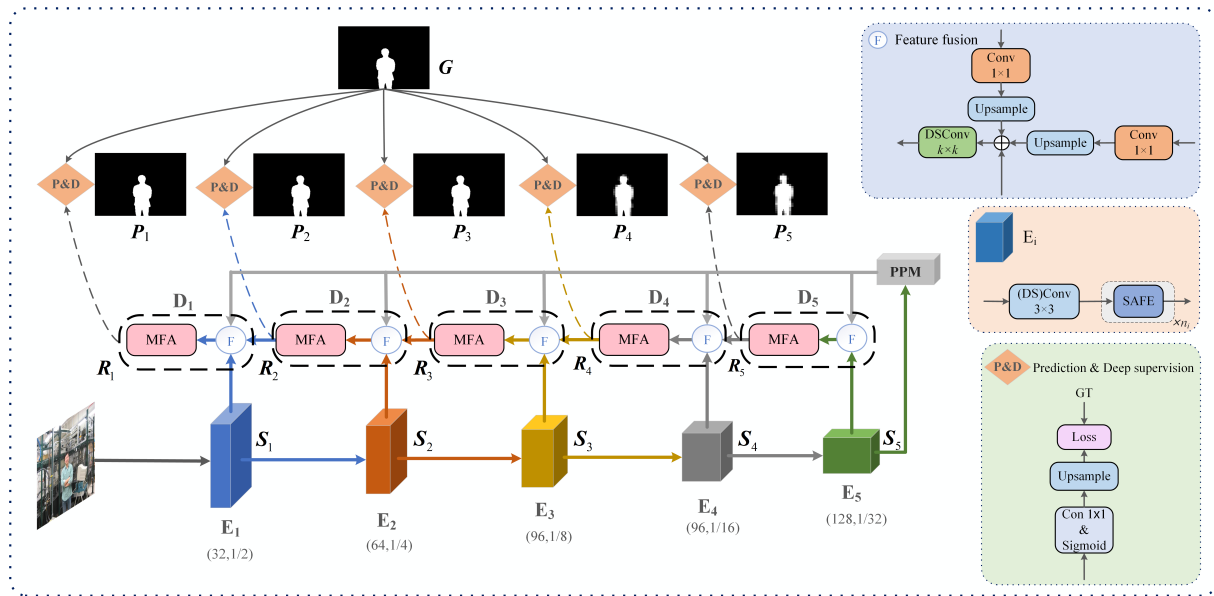 G
P&D
P&D
P&D
P&D
P&D
P1
P2
P3
P4
P5
PPM
D1
D2
D3
D4
D5
MFA
F
MFA
F
MFA
F
MFA
F
MFA
F
R1
R2
R3
R4
R5
S1
S2
S3
S4
S5
E1
E2
E3
E4
E5
(32,1/2)
(64,1/4)
(96,1/8)
(96,1/16)
(128,1/32)
F Feature fusion
Conv
1×1
Upsample
DSConv
k×k
Upsample
Conv
1×1
Ei
(DS)Conv
3×3
SAFE
×ni
P&D Prediction & Deep supervision
GT
Loss
Upsample
Con 1x1
&
Sigmoid